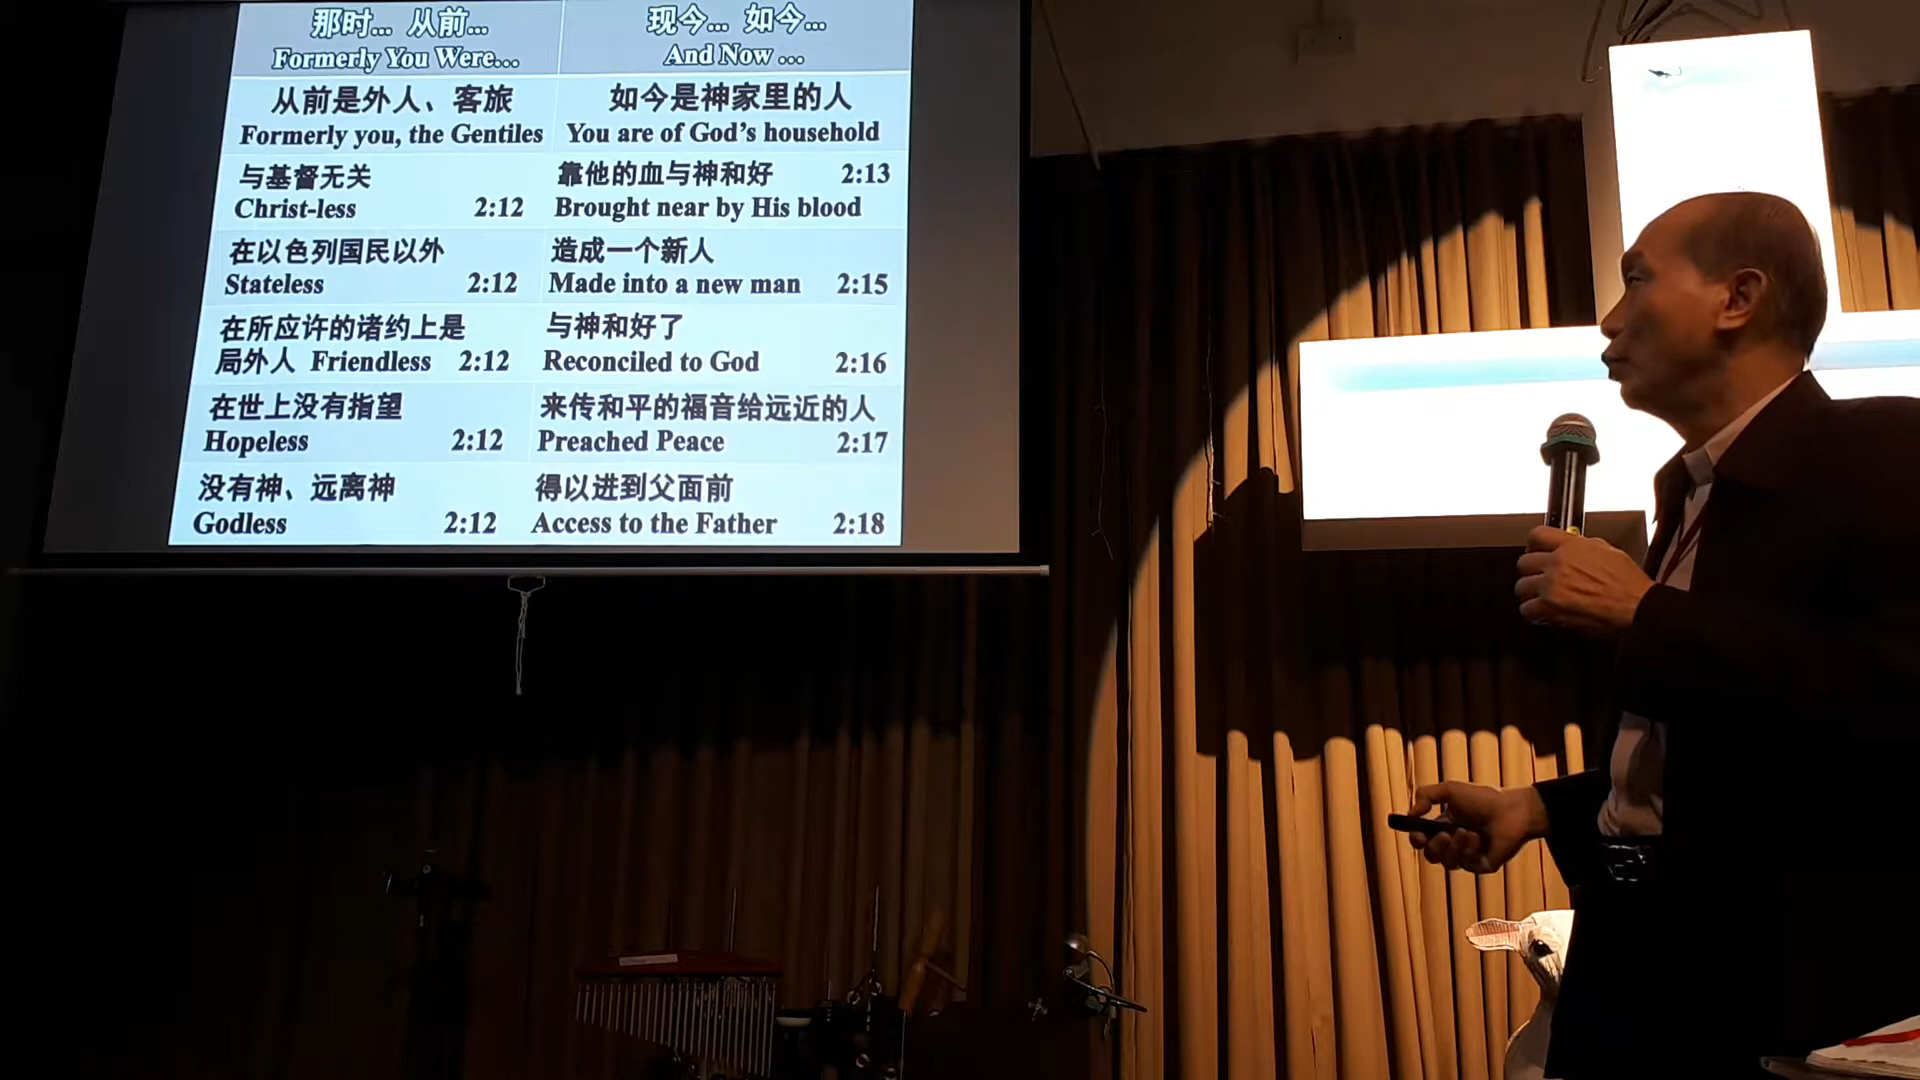 那时... 从前...
Formerly You Were...
现今... 如今...
And Now ...
从前是外人、客旅
Formerly you, the Gentiles
如今是神家里的人
You are of God's household
与基督无关
Christ-less 2:12
靠他的血与神和好 2:13
Brought near by His blood
在以色列国民以外
Stateless 2:12
造成一个新人
Made into a new man 2:15
在所应许的诸约上是
局外人 Friendless 2:12
与神和好了
Reconciled to God 2:16
在世上没有指望
Hopeless 2:12
来传和平的福音给远近的人
Preached Peace 2:17
没有神、远离神
Godless 2:12
得以进到父面前
Access to the Father 2:18